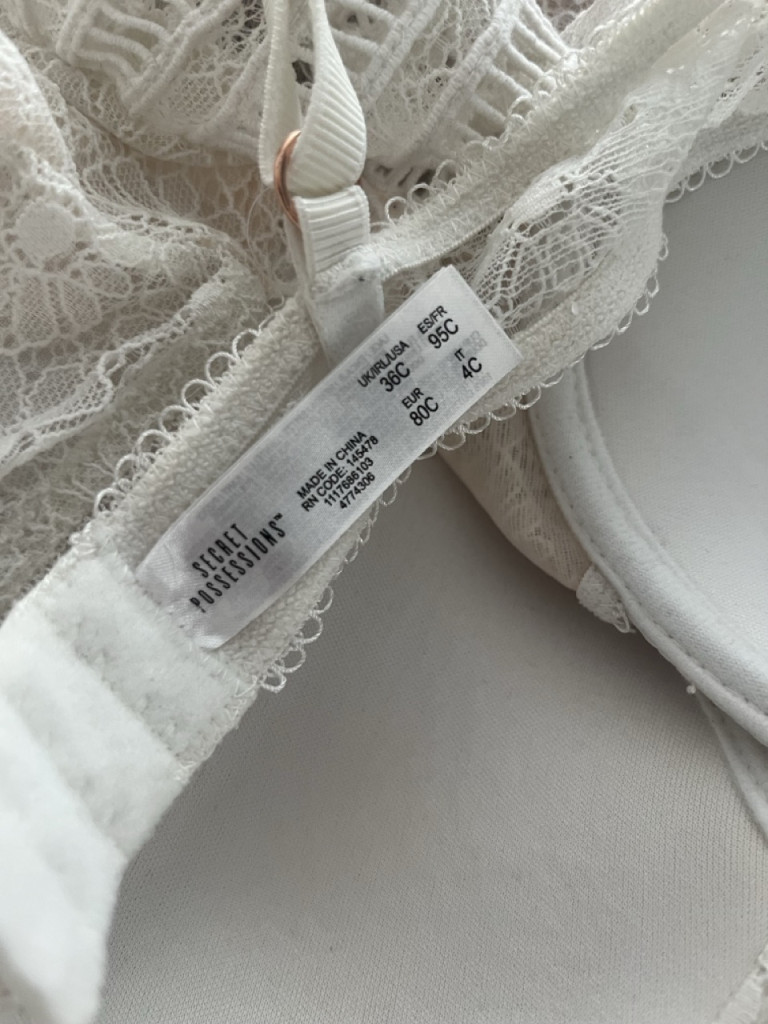 UK/IRL/USA ES/FR
36C 95C
EUR IT
80C 4C
MADE IN CHINA
RN CODE: 145478
1117686103
4774306
SECRET
POSSESSIONS™